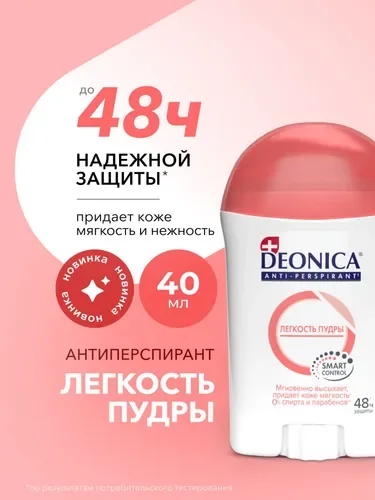 до
48ч
НАДЕЖНОЙ
ЗАЩИТЫ*
придает коже
мягкость и нежность
новинка
новинка
новинка
40
мл
АНТИПЕРСПИРАНТ
ЛЕГКОСТЬ
ПУДРЫ
DEONICA
ANTI-PERSPIRANT
ЛЕГКОСТЬ ПУДРЫ
SMART
CONTROL
Мгновенно высыхает,
придает коже мягкость
0% спирта и парабенов
48-ч
защиты
*по результатам потребительского тестирования